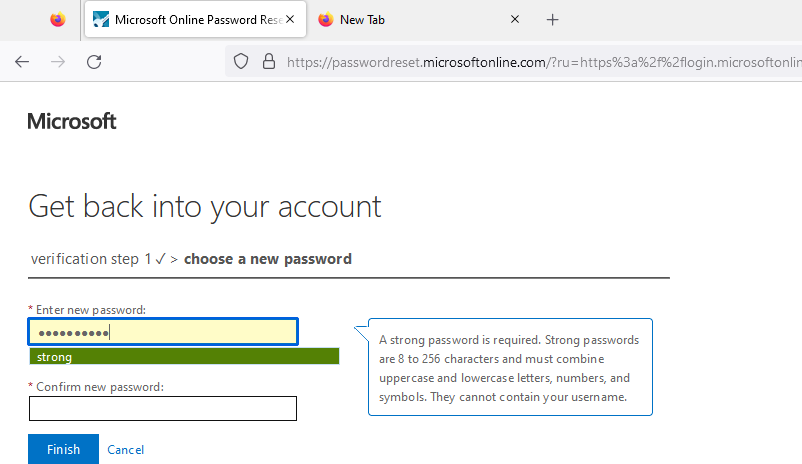 Microsoft Online Password Rese
New Tab
https://passwordreset.microsoftonline.com/?ru=https%3a%2f%2flogin.microsoftonlin
Microsoft
Get back into your account
verification step 1 ✓ > choose a new password
* Enter new password:
••••••••••
strong
A strong password is required. Strong passwords
are 8 to 256 characters and must combine
uppercase and lowercase letters, numbers, and
symbols. They cannot contain your username.
* Confirm new password:
Finish
Cancel